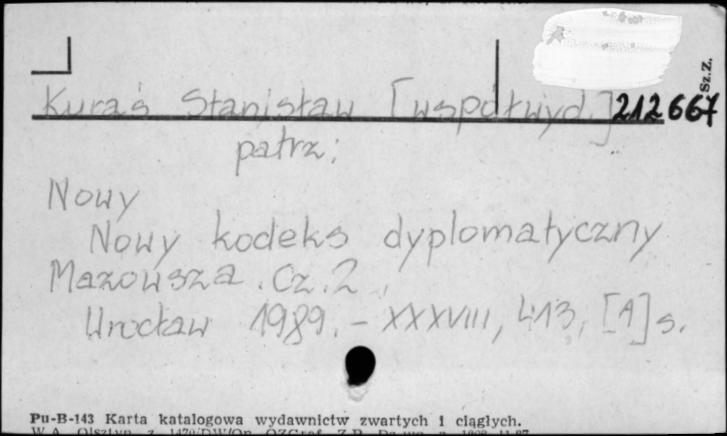 Kuraś Stanisław [współwyd.] 212667
Sz.Z.
patrz:
Nowy
Nowy kodeks dyplomatyczny
Mazowsza. Cz. 2.
Wrocław 1989. - XXXVIII, 413, [1] s.
Pu-B-143 Karta katalogowa wydawnictw zwartych i ciągłych.
W.A. Olsztyn, z.